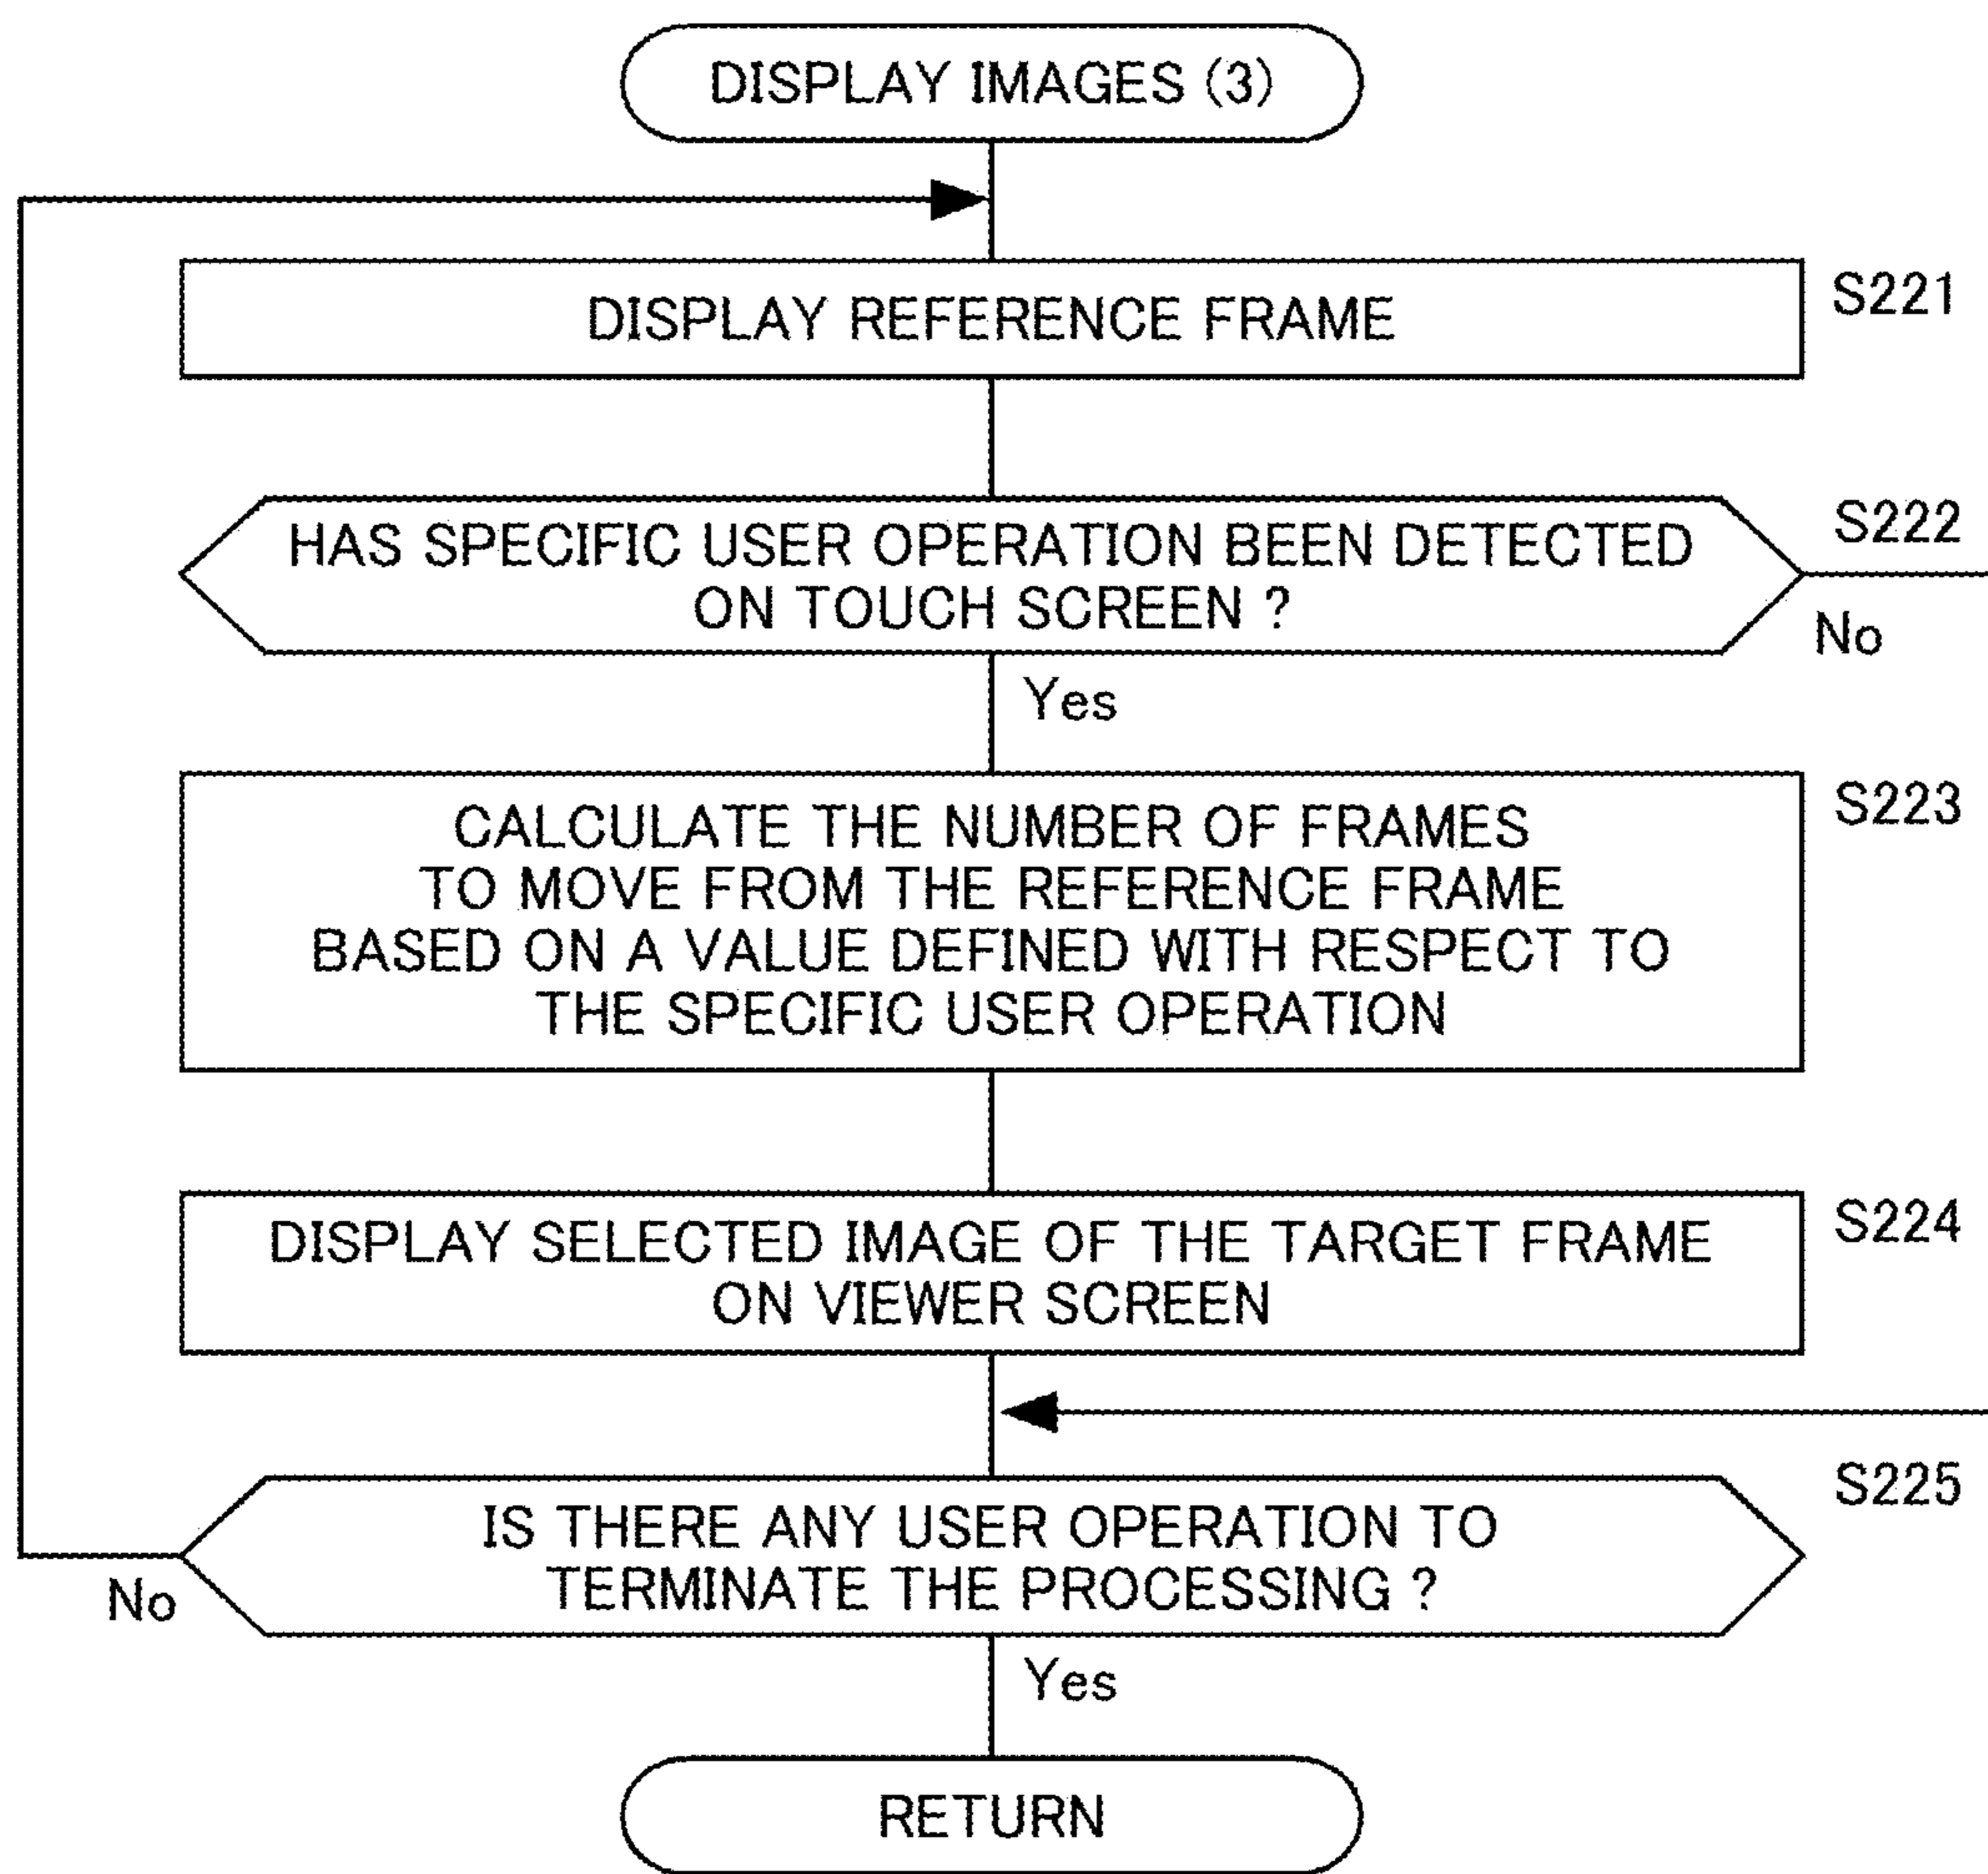 DISPLAY IMAGES (3)
DISPLAY REFERENCE FRAME
S221
HAS SPECIFIC USER OPERATION BEEN DETECTED
ON TOUCH SCREEN ?
S222
No
Yes
CALCULATE THE NUMBER OF FRAMES
TO MOVE FROM THE REFERENCE FRAME
BASED ON A VALUE DEFINED WITH RESPECT TO
THE SPECIFIC USER OPERATION
S223
DISPLAY SELECTED IMAGE OF THE TARGET FRAME
ON VIEWER SCREEN
S224
IS THERE ANY USER OPERATION TO
TERMINATE THE PROCESSING ?
S225
No
Yes
RETURN